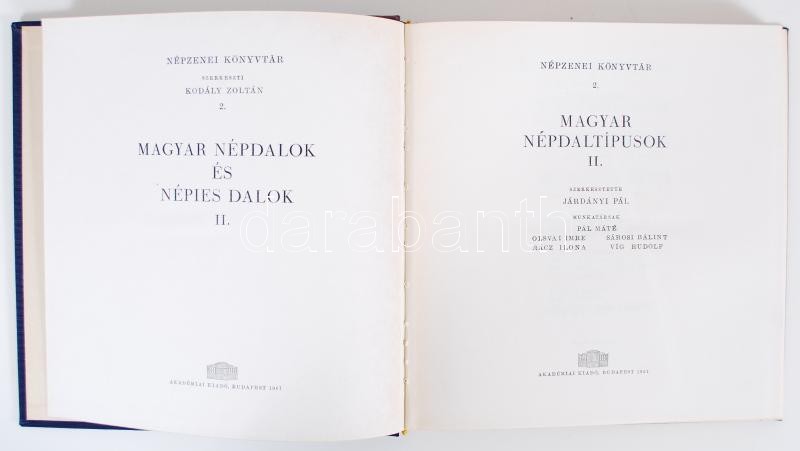 NÉPZENEI KÖNYVTÁR
SZERKESZTI
KODÁLY ZOLTÁN
2.
MAGYAR NÉPDALOK
ÉS
NÉPIES DALOK
II.
AKADÉMIAI KIADÓ, BUDAPEST 1961
NÉPZENEI KÖNYVTÁR
2.
MAGYAR
NÉPDALTÍPUSOK
II.
SZERKESZTETTE
JÁRDÁNYI PÁL
MUNKATÁRSAK
PÁL MÁTÉ
OLSVAI IMRE SÁROSI BÁLINT
RÁCZ ILONA VÍG RUDOLF
AKADÉMIAI KIADÓ, BUDAPEST 1961
darabanth